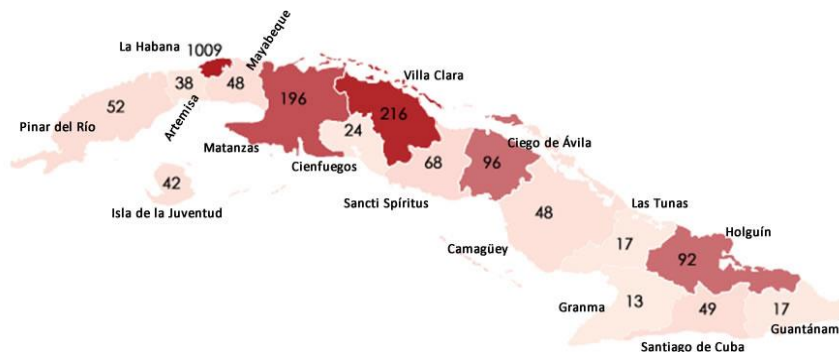 La Habana 1009
Mayabeque
Villa Clara
38
48
52
196
216
Artemisa
24
Ciego de Ávila
Pinar del Río
Matanzas
96
Cienfuegos
68
42
Sancti Spíritus
Las Tunas
Isla de la Juventud
48
Holguín
17
Camagüey
92
13
49
17
Granma
Guantánam
Santiago de Cuba